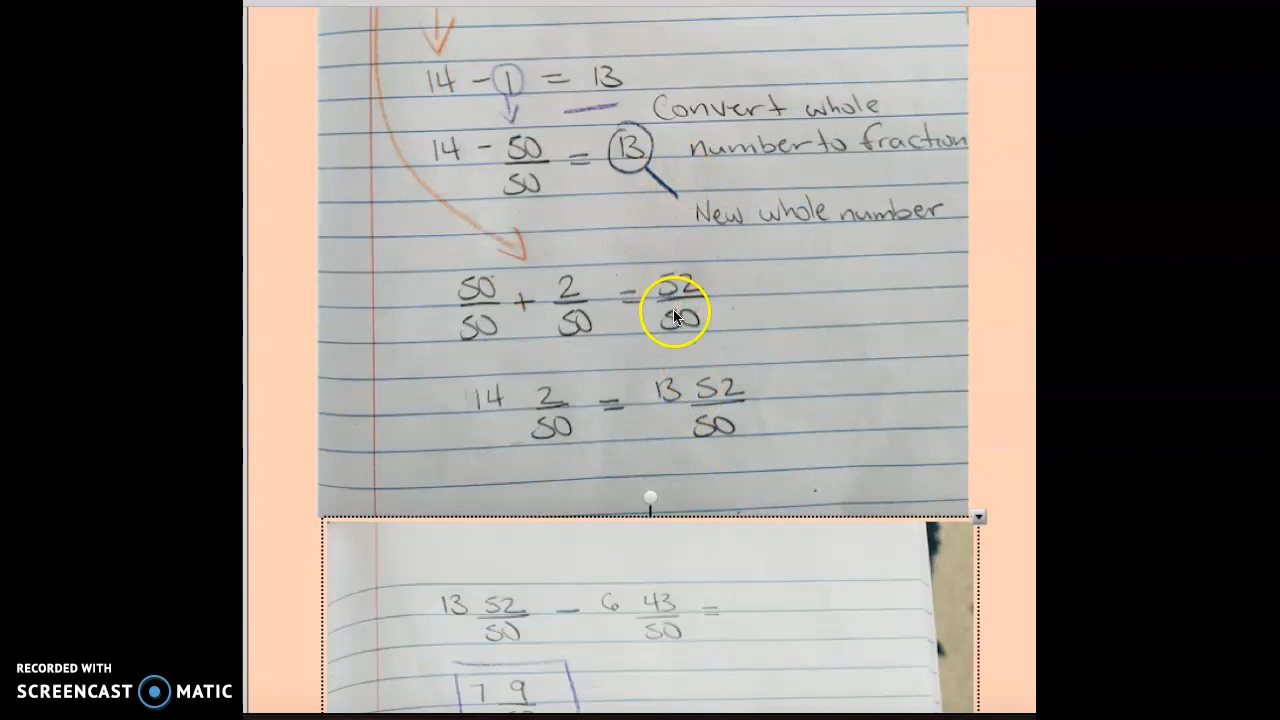 14 - 1 = 13
Convert whole
14 - 50/50 = 13 number to fraction
New whole number
50/50 + 2/50 = 52/50
14 2/50 = 13 52/50
13 52/50 - 6 43/50 =
7 9
RECORDED WITH
SCREENCAST MATIC